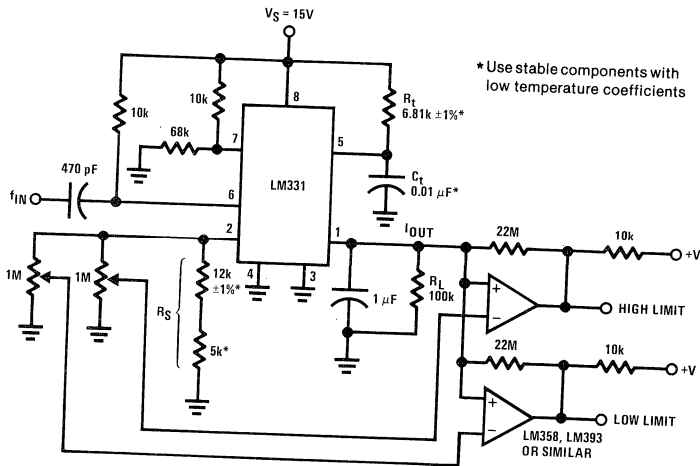 V_S = 15V
* Use stable components with
low temperature coefficients
10k
10k
8
R_t
6.81k ±1%*
68k
7
5
470 pF
LM331
C_t
0.01 µF*
f_IN
6
2
1
I_OUT
22M
10k
+V
1M
1M
R_S
12k
±1%*
4
3
1 µF
R_L
100k
+
−
HIGH LIMIT
5k*
22M
10k
+V
+
−
LOW LIMIT
LM358, LM393
OR SIMILAR